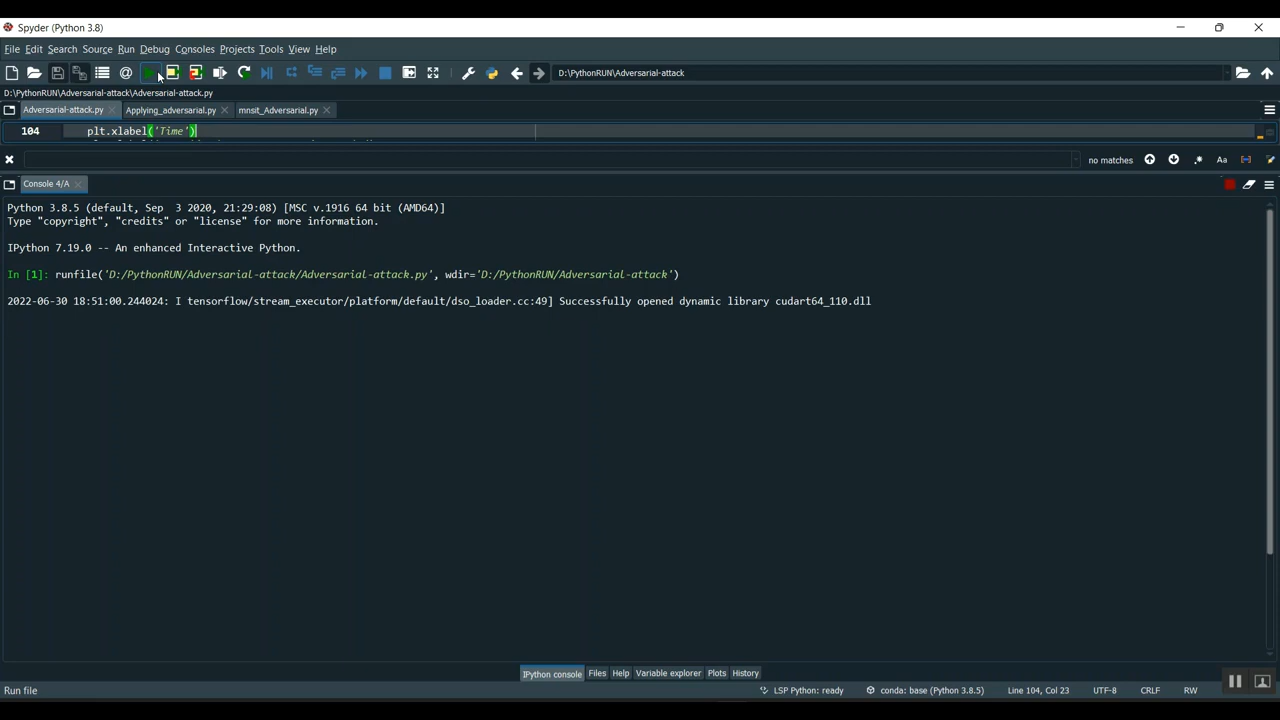 Spyder (Python 3.8)
File Edit Search Source Run Debug Consoles Projects Tools View Help
D:\PythonRUN\Adversarial-attack
D:\PythonRUN\Adversarial-attack\Adversarial-attack.py
Adversarial-attack.py Applying_adversarial.py mnsit_Adversarial.py
104 plt.xlabel('Time')
no matches .* Aa
Console 4/A
Python 3.8.5 (default, Sep  3 2020, 21:29:08) [MSC v.1916 64 bit (AMD64)]
Type "copyright", "credits" or "license" for more information.
IPython 7.19.0 -- An enhanced Interactive Python.
In [1]: runfile('D:/PythonRUN/Adversarial-attack/Adversarial-attack.py', wdir='D:/PythonRUN/Adversarial-attack')
2022-06-30 18:51:00.244024: I tensorflow/stream_executor/platform/default/dso_loader.cc:49] Successfully opened dynamic library cudart64_110.dll
IPython console Files Help Variable explorer Plots History
Run file LSP Python: ready conda: base (Python 3.8.5) Line 104, Col 23 UTF-8 CRLF RW